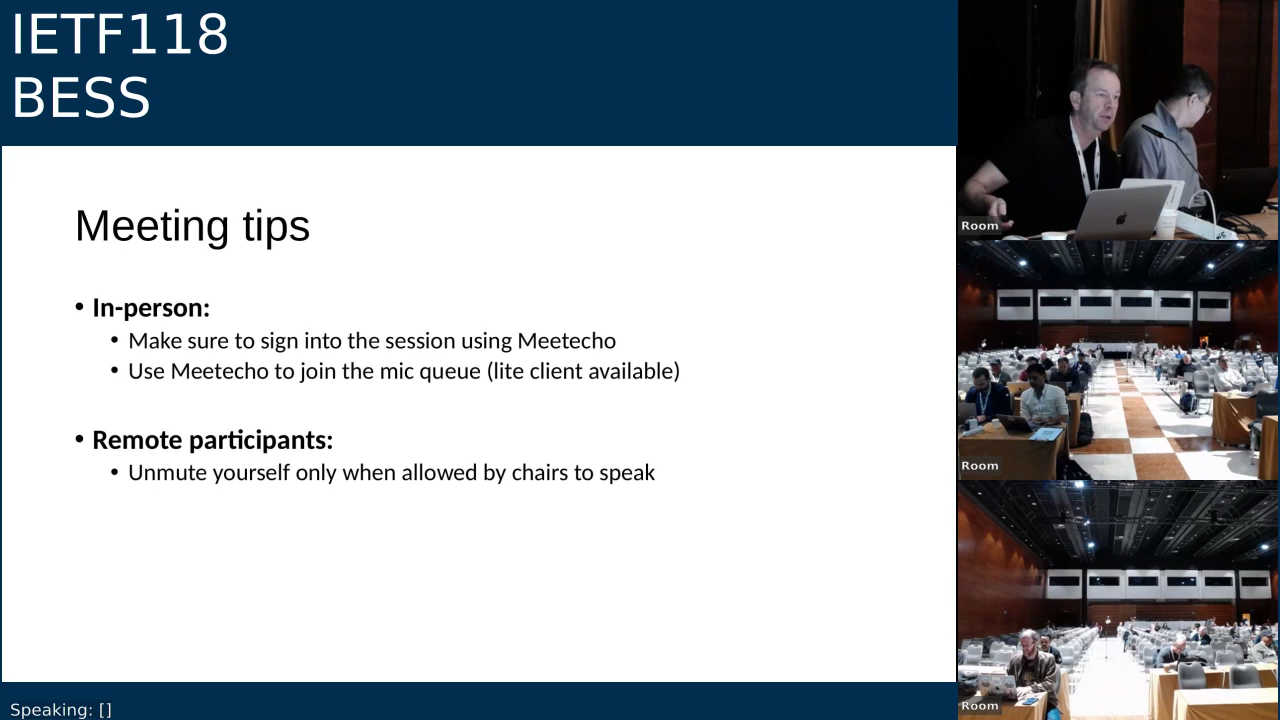 IETF118
BESS
Meeting tips
• In-person:
• Make sure to sign into the session using Meetecho
• Use Meetecho to join the mic queue (lite client available)
• Remote participants:
• Unmute yourself only when allowed by chairs to speak
Speaking: []
Room
Room
Room